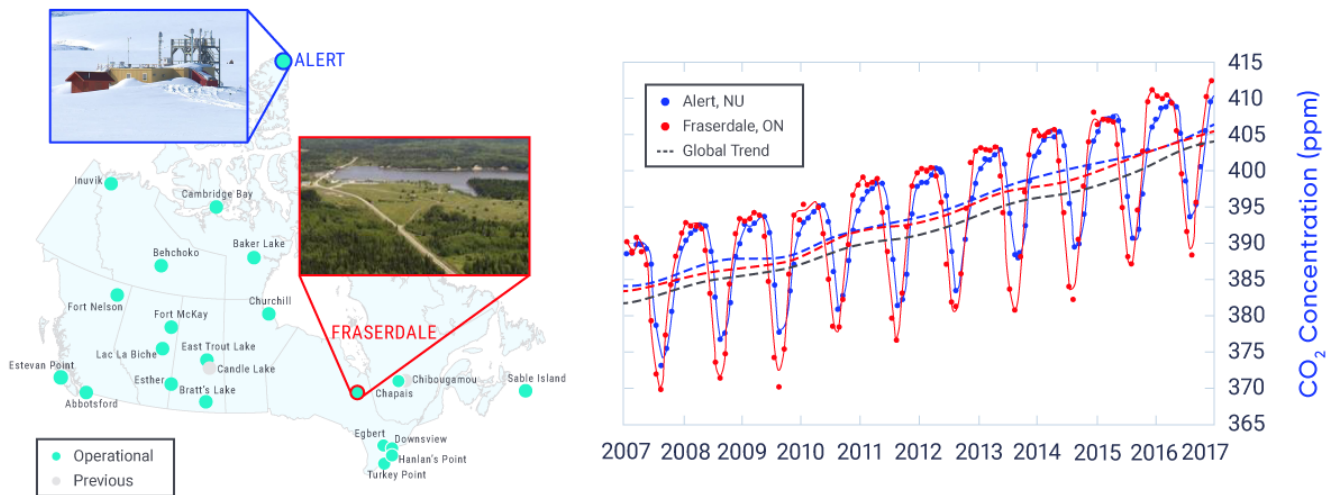 ALERT
Inuvik
Cambridge Bay
Behchoko
Baker Lake
Fort Nelson
Churchill
Fort McKay
FRASERDALE
Lac La Biche
East Trout Lake
Candle Lake
Estevan Point
Esther
Chibougamou
Sable Island
Bratt's Lake
Chapais
Abbotsford
Egbert
Downsview
Hanlan's Point
Turkey Point
Operational
Previous
Alert, NU
Fraserdale, ON
Global Trend
415
410
405
400
395
390
385
380
375
370
365
CO₂ Concentration (ppm)
2007 2008 2009 2010 2011 2012 2013 2014 2015 2016 2017